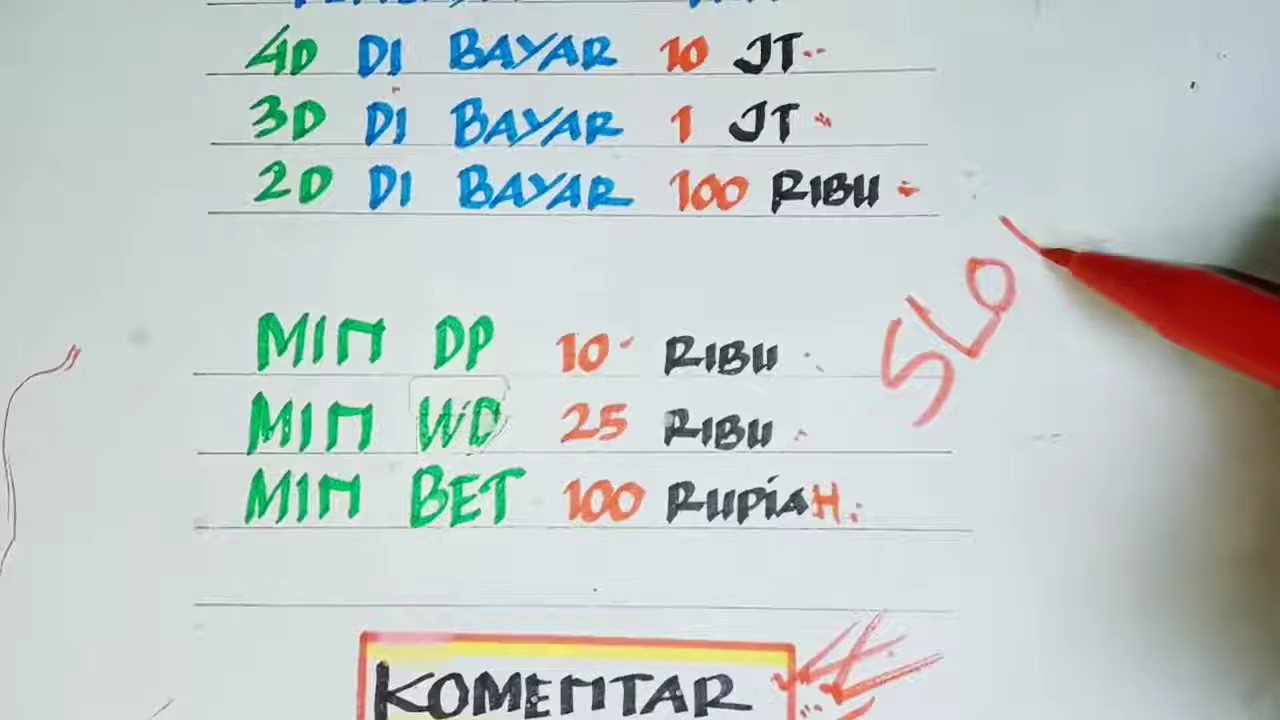 4D DI BAYAR 10 JT
3D DI BAYAR 1 JT
2D DI BAYAR 100 RIBU
MIN DP 10 RIBU
MIN WD 25 RIBU
MIN BET 100 RUPIAH
SLO
KOMENTAR